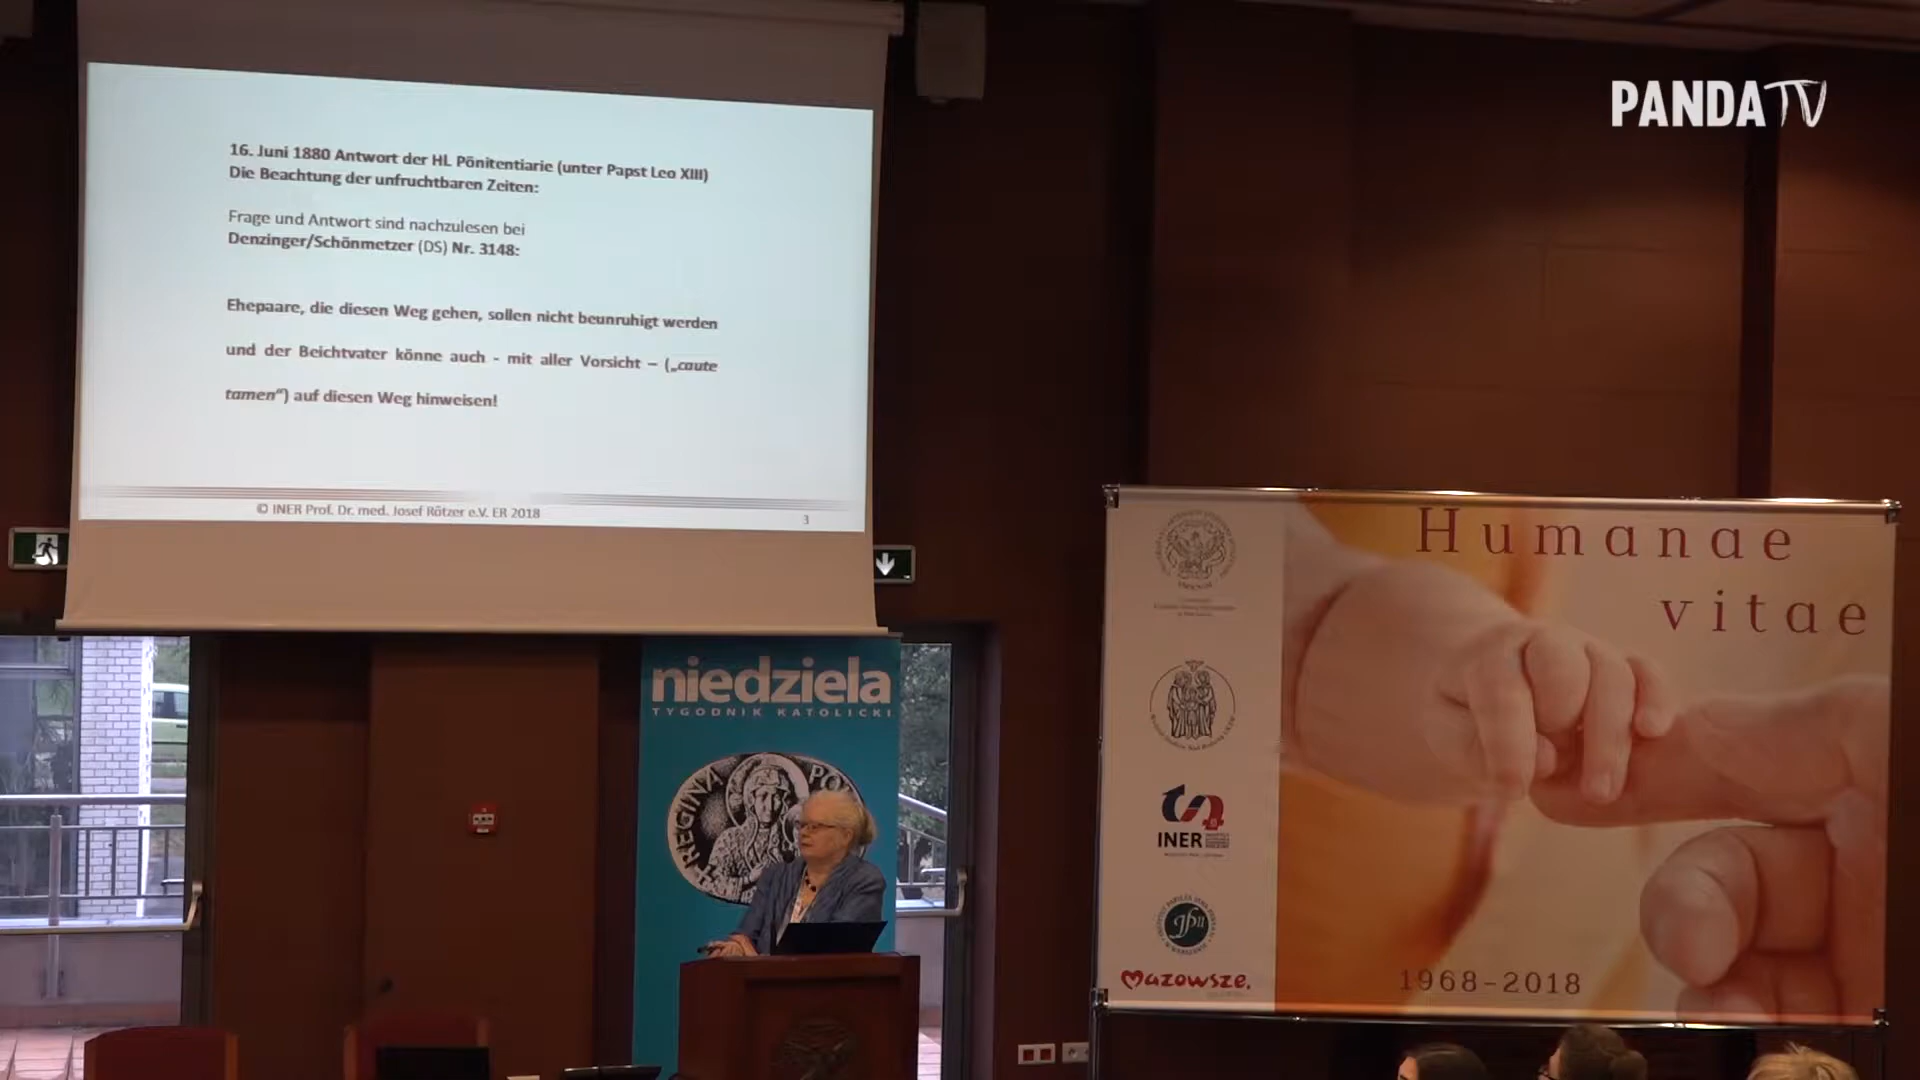 PANDA TV
16. Juni 1880 Antwort der HL Pönitentiarie (unter Papst Leo XIII)
Die Beachtung der unfruchtbaren Zeiten:
Frage und Antwort sind nachzulesen bei
Denzinger/Schönmetzer (DS) Nr. 3148:
Ehepaare, die diesen Weg gehen, sollen nicht beunruhigt werden
und der Beichtvater könne auch - mit aller Vorsicht – („caute
tamen“) auf diesen Weg hinweisen!
© INER Prof. Dr. med. Josef Rötzer e.V. ER 2018
3
niedziela
TYGODNIK KATOLICKI
REGINA PO
Humanae
vitae
INER
JPII
Mazowsze.
1968-2018